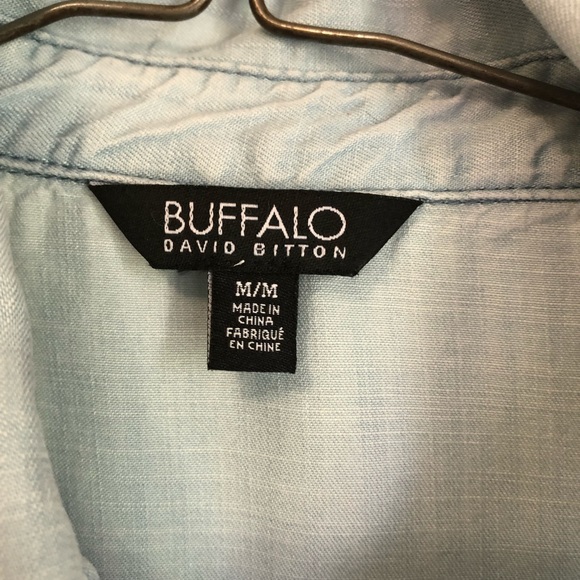 BUFFALO
DAVID BITTON
M/M
MADE IN
CHINA
FABRIQUÉ
EN CHINE